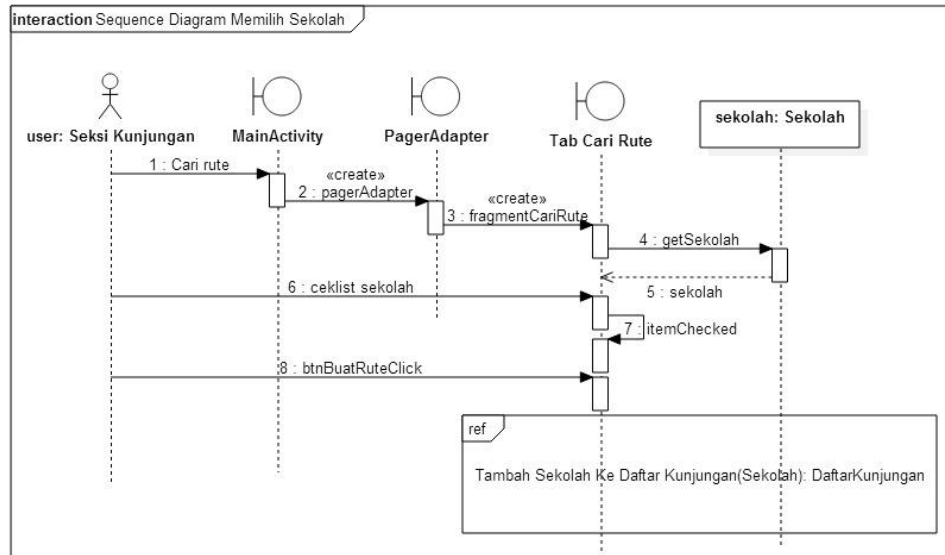 interaction Sequence Diagram Memilih Sekolah
user: Seksi Kunjungan
MainActivity
PagerAdapter
Tab Cari Rute
sekolah: Sekolah
1 : Cari rute
«create»
2 : pagerAdapter
«create»
3 : fragmentCariRute
4 : getSekolah
5 : sekolah
6 : ceklist sekolah
7 : itemChecked
8 : btnBuatRuteClick
ref
Tambah Sekolah Ke Daftar Kunjungan(Sekolah): DaftarKunjungan